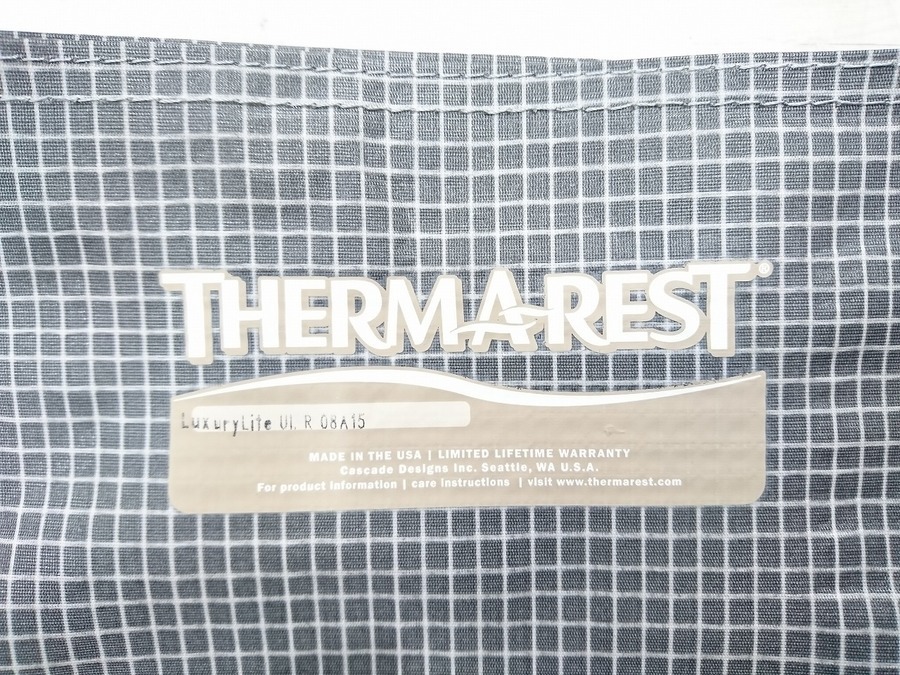 THERMAREST®
LuxuryLite UL R 08A15
MADE IN THE USA | LIMITED LIFETIME WARRANTY
Cascade Designs Inc. Seattle, WA U.S.A.
For product information | care instructions | visit www.thermarest.com